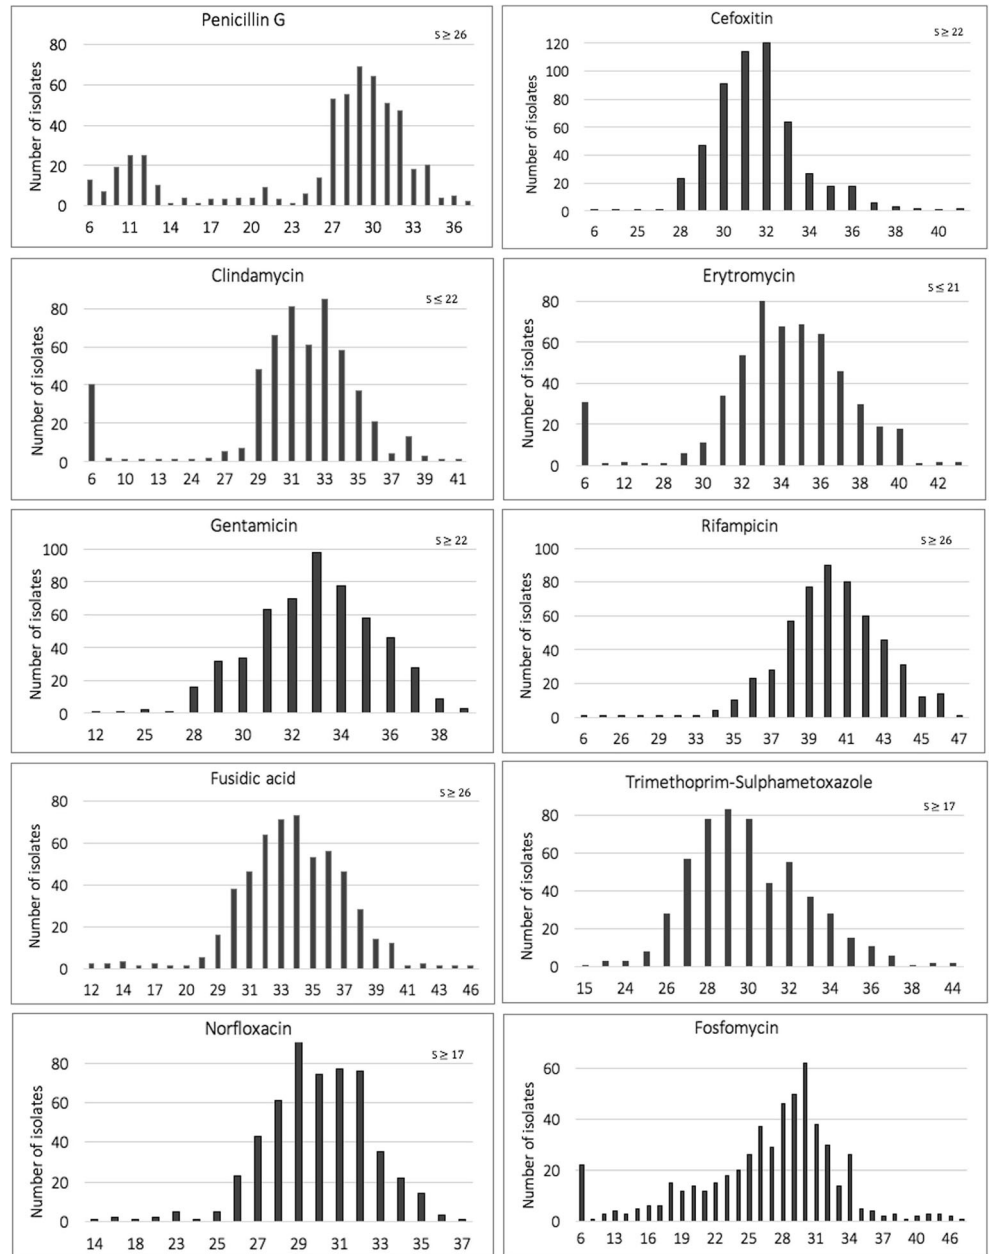 Penicillin G
S ≥ 26
Number of isolates
80
60
40
20
0
6 11 14 17 20 23 27 30 33 36
Cefoxitin
S ≥ 22
Number of isolates
120
100
80
60
40
20
0
6 25 28 30 32 34 36 38 40
Clindamycin
S ≤ 22
Number of isolates
80
60
40
20
0
6 10 13 24 27 29 31 33 35 37 39 41
Erytromycin
S ≤ 21
Number of isolates
80
60
40
20
0
6 12 28 30 32 34 36 38 40 42
Gentamicin
S ≥ 22
Number of isolates
100
80
60
40
20
0
12 25 28 30 32 34 36 38
Rifampicin
S ≥ 26
Number of isolates
100
80
60
40
20
0
6 26 29 33 35 37 39 41 43 45 47
Fusidic acid
S ≥ 26
Number of isolates
80
60
40
20
0
12 14 17 20 29 31 33 35 37 39 41 43 46
Trimethoprim-Sulphametoxazole
S ≥ 17
Number of isolates
80
60
40
20
0
15 24 26 28 30 32 34 36 38 44
Norfloxacin
S ≥ 17
Number of isolates
80
60
40
20
0
14 18 23 25 27 29 31 33 35 37
Fosfomycin
Number of isolates
60
40
20
0
6 13 16 19 22 25 28 31 34 37 40 46